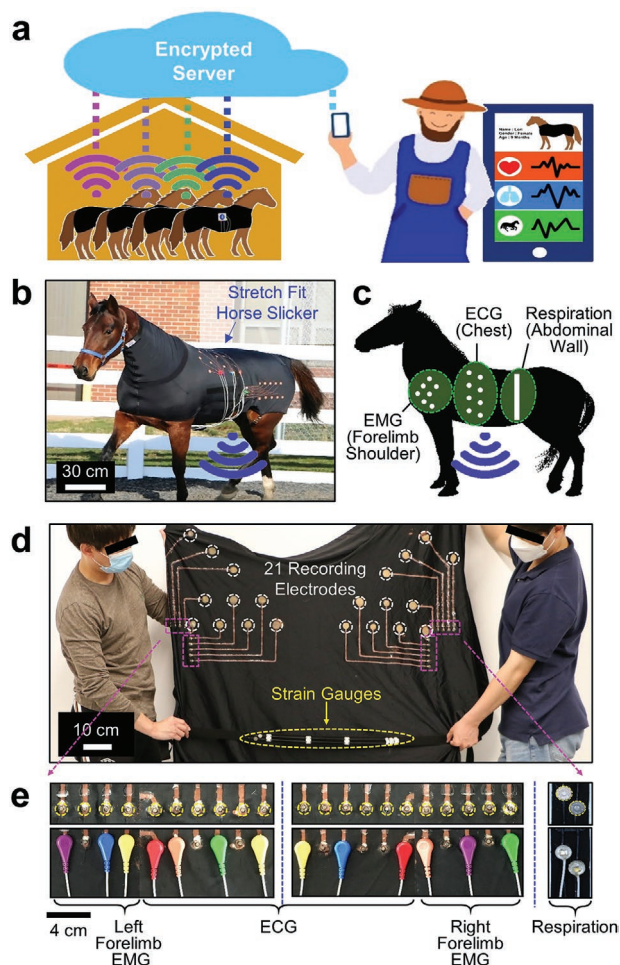 a
Encrypted
Server
Name : Lori
Gender : Female
Age : 9 Months
b
Stretch Fit
Horse Slicker
30 cm
c
ECG
(Chest)
Respiration
(Abdominal
Wall)
EMG
(Forelimb
Shoulder)
d
21 Recording
Electrodes
Strain Gauges
10 cm
e
4 cm
Left
Forelimb
EMG
ECG
Right
Forelimb
EMG
Respiration